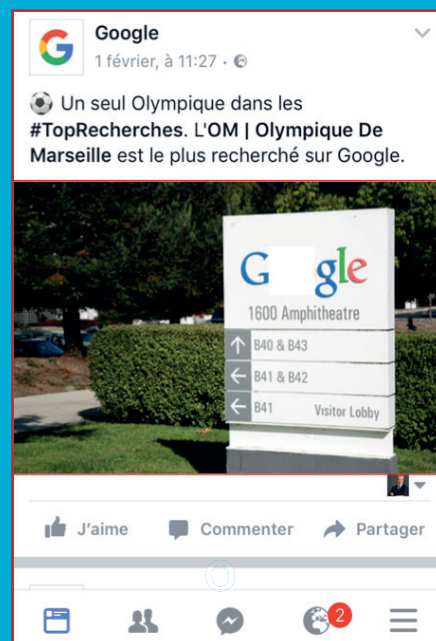 Google
1 février, à 11:27 ·
Un seul Olympique dans les
#TopRecherches. L'OM | Olympique De
Marseille est le plus recherché sur Google.
G gle
1600 Amphitheatre
B40 & B43
B41 & B42
B41 Visitor Lobby
J'aime Commenter Partager
2